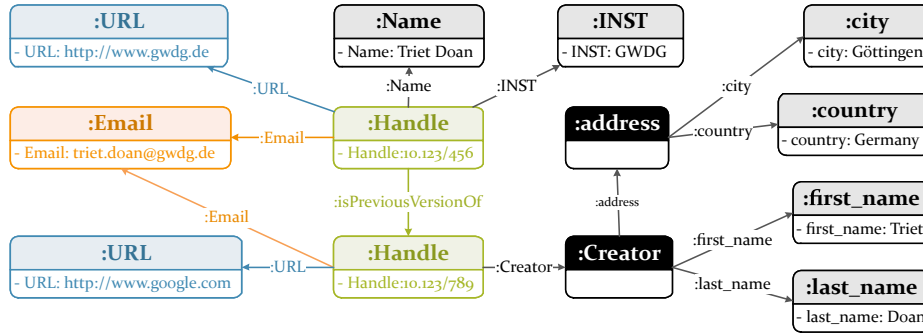 :URL
- URL: http://www.gwdg.de
:Name
- Name: Triet Doan
:INST
- INST: GWDG
:city
- city: Göttingen
:URL
:Name
:INST
:city
:Email
- Email: triet.doan@gwdg.de
:Email
:Handle
- Handle:10.123/456
:address
:country
:country
- country: Germany
:isPreviousVersionOf
:address
:Email
:first_name
- first_name: Triet
:URL
- URL: http://www.google.com
:URL
:Handle
- Handle:10.123/789
:Creator
:Creator
:first_name
:last_name
:last_name
- last_name: Doan